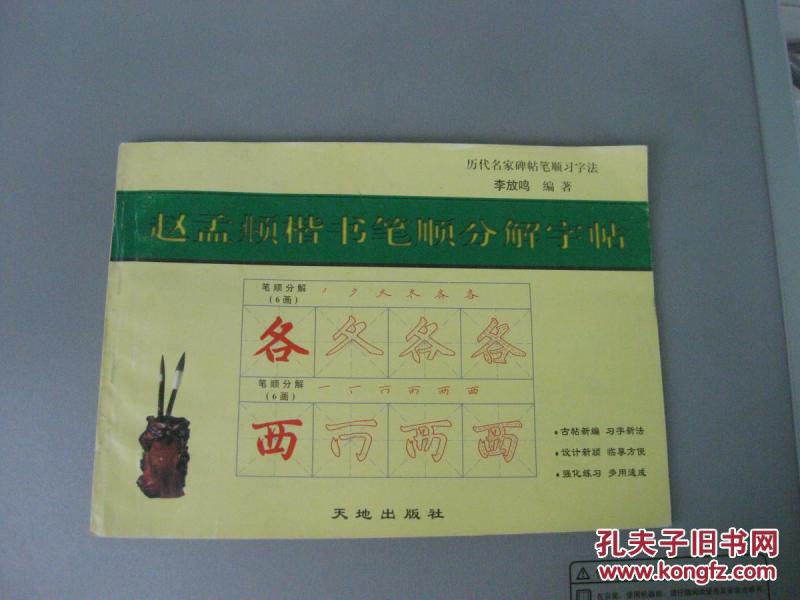 历代名家碑帖笔顺习字法
李放鸣 编著
赵孟頫楷书笔顺分解字帖
笔顺分解
(6画)
各 各 各
笔顺分解
(6画)
西 西
·古帖新编 习字新法
·设计新颖 临摹方便
·强化练习 步用速成
天地出版社
孔夫子旧书网
www.kongfz.com